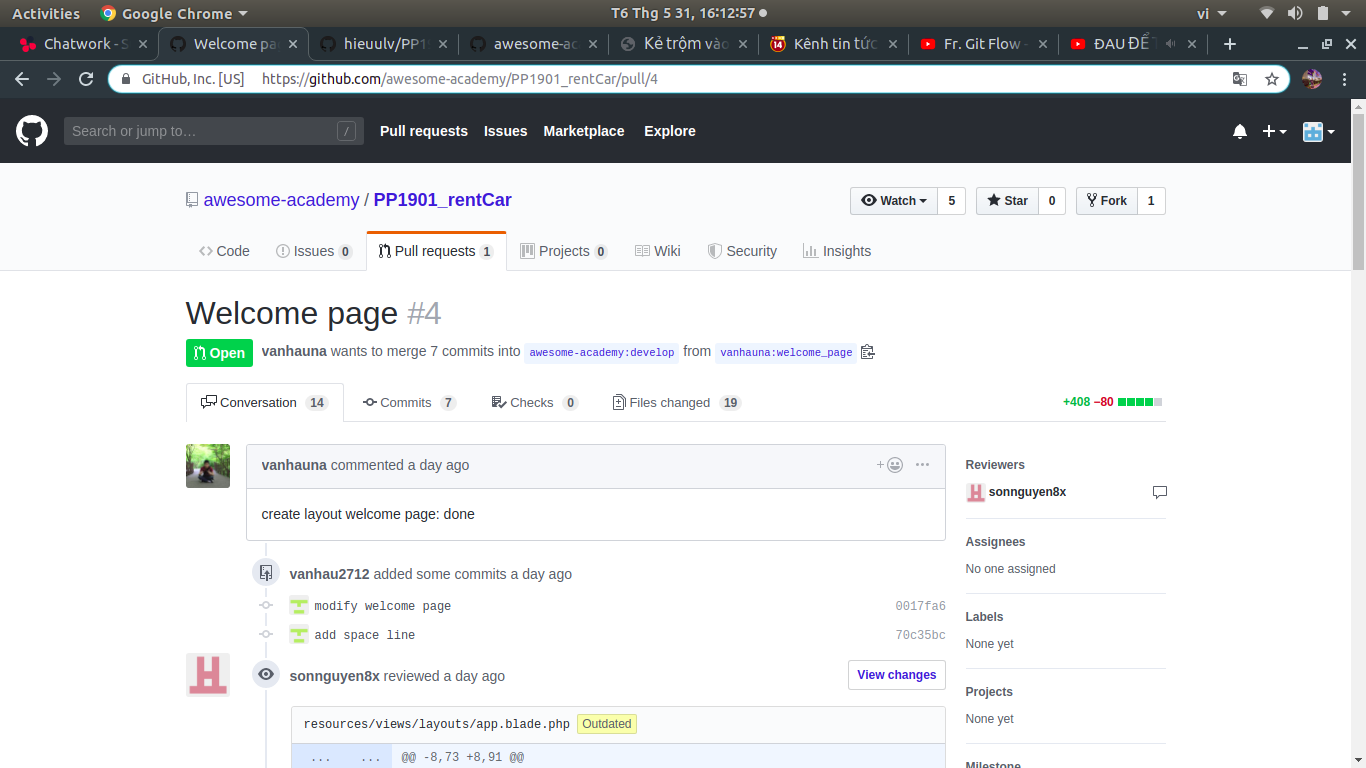 Activities Google Chrome T6 Thg 5 31, 16:12:57 vi
Chatwork - S Welcome pa hieuulv/PP1 awesome-ac Kẻ trộm vào 14 Kênh tin tức Fr. Git Flow - ĐAU ĐỂ T
GitHub, Inc. [US] https://github.com/awesome-academy/PP1901_rentCar/pull/4
Search or jump to… / Pull requests Issues Marketplace Explore
awesome-academy / PP1901_rentCar Watch 5 Star 0 Fork 1
Code Issues 0 Pull requests 1 Projects 0 Wiki Security Insights
Welcome page #4
Open vanhauna wants to merge 7 commits into awesome-academy:develop from vanhauna:welcome_page
Conversation 14 Commits 7 Checks 0 Files changed 19 +408 −80
vanhauna commented a day ago
create layout welcome page: done
vanhau2712 added some commits a day ago
modify welcome page 0017fa6
add space line 70c35bc
sonnguyen8x reviewed a day ago View changes
resources/views/layouts/app.blade.php Outdated
... ... @@ -8,73 +8,91 @@
Reviewers
sonnguyen8x
Assignees
No one assigned
Labels
None yet
Projects
None yet
Milestone